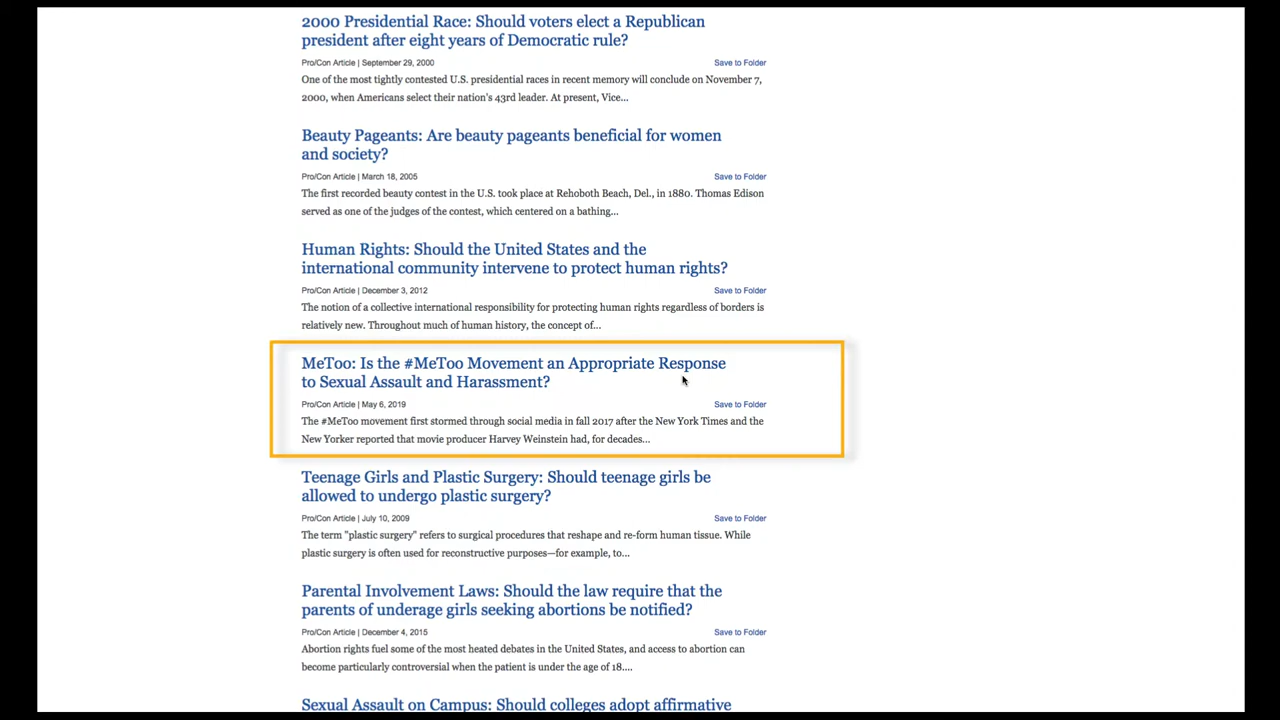 2000 Presidential Race: Should voters elect a Republican
president after eight years of Democratic rule?
Pro/Con Article | September 29, 2000 Save to Folder
One of the most tightly contested U.S. presidential races in recent memory will conclude on November 7,
2000, when Americans select their nation's 43rd leader. At present, Vice...
Beauty Pageants: Are beauty pageants beneficial for women
and society?
Pro/Con Article | March 18, 2005 Save to Folder
The first recorded beauty contest in the U.S. took place at Rehoboth Beach, Del., in 1880. Thomas Edison
served as one of the judges of the contest, which centered on a bathing...
Human Rights: Should the United States and the
international community intervene to protect human rights?
Pro/Con Article | December 3, 2012 Save to Folder
The notion of a collective international responsibility for protecting human rights regardless of borders is
relatively new. Throughout much of human history, the concept of...
MeToo: Is the #MeToo Movement an Appropriate Response
to Sexual Assault and Harassment?
Pro/Con Article | May 6, 2019 Save to Folder
The #MeToo movement first stormed through social media in fall 2017 after the New York Times and the
New Yorker reported that movie producer Harvey Weinstein had, for decades...
Teenage Girls and Plastic Surgery: Should teenage girls be
allowed to undergo plastic surgery?
Pro/Con Article | July 10, 2009 Save to Folder
The term "plastic surgery" refers to surgical procedures that reshape and re-form human tissue. While
plastic surgery is often used for reconstructive purposes—for example, to...
Parental Involvement Laws: Should the law require that the
parents of underage girls seeking abortions be notified?
Pro/Con Article | December 4, 2015 Save to Folder
Abortion rights fuel some of the most heated debates in the United States, and access to abortion can
become particularly controversial when the patient is under the age of 18....
Sexual Assault on Campus: Should colleges adopt affirmative